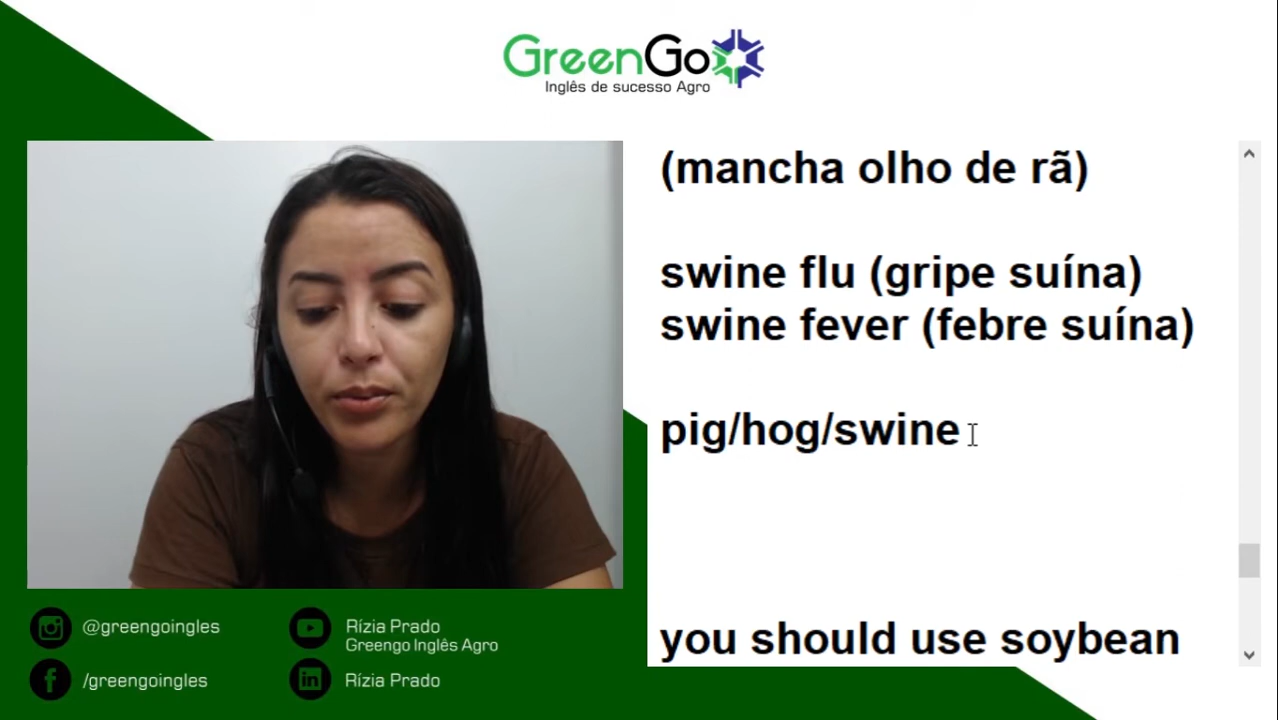 GreenGo
Inglês de sucesso Agro
(mancha olho de rã)
swine flu (gripe suína)
swine fever (febre suína)
pig/hog/swine
you should use soybean
@greengoingles
/greengoingles
Rízia Prado
Greengo Inglês Agro
in
Rízia Prado